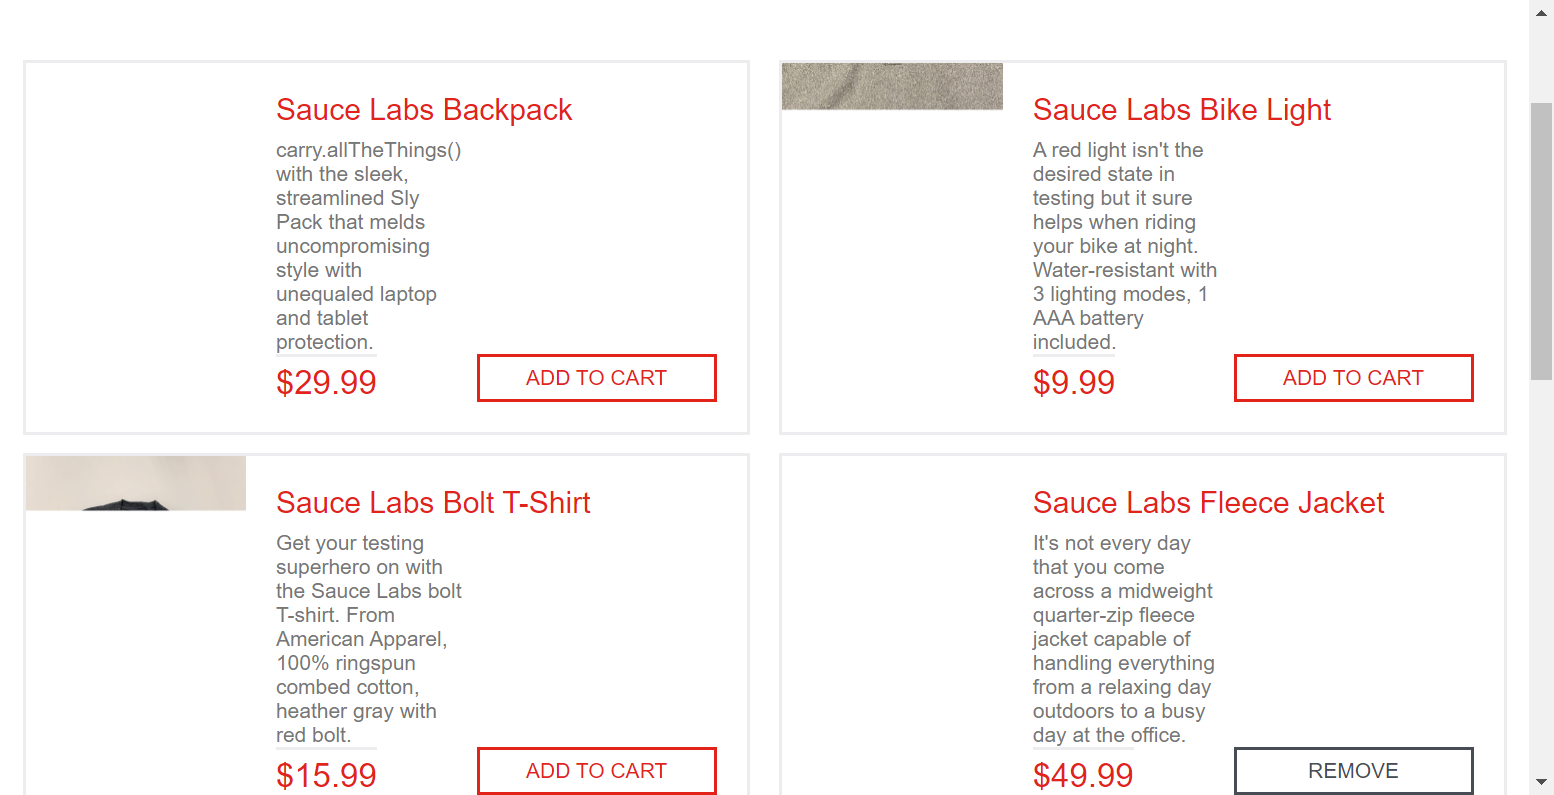 Sauce Labs Backpack
carry.allTheThings()
with the sleek,
streamlined Sly
Pack that melds
uncompromising
style with
unequaled laptop
and tablet
protection.
$29.99
ADD TO CART
Sauce Labs Bike Light
A red light isn't the
desired state in
testing but it sure
helps when riding
your bike at night.
Water-resistant with
3 lighting modes, 1
AAA battery
included.
$9.99
ADD TO CART
Sauce Labs Bolt T-Shirt
Get your testing
superhero on with
the Sauce Labs bolt
T-shirt. From
American Apparel,
100% ringspun
combed cotton,
heather gray with
red bolt.
$15.99
ADD TO CART
Sauce Labs Fleece Jacket
It's not every day
that you come
across a midweight
quarter-zip fleece
jacket capable of
handling everything
from a relaxing day
outdoors to a busy
day at the office.
$49.99
REMOVE